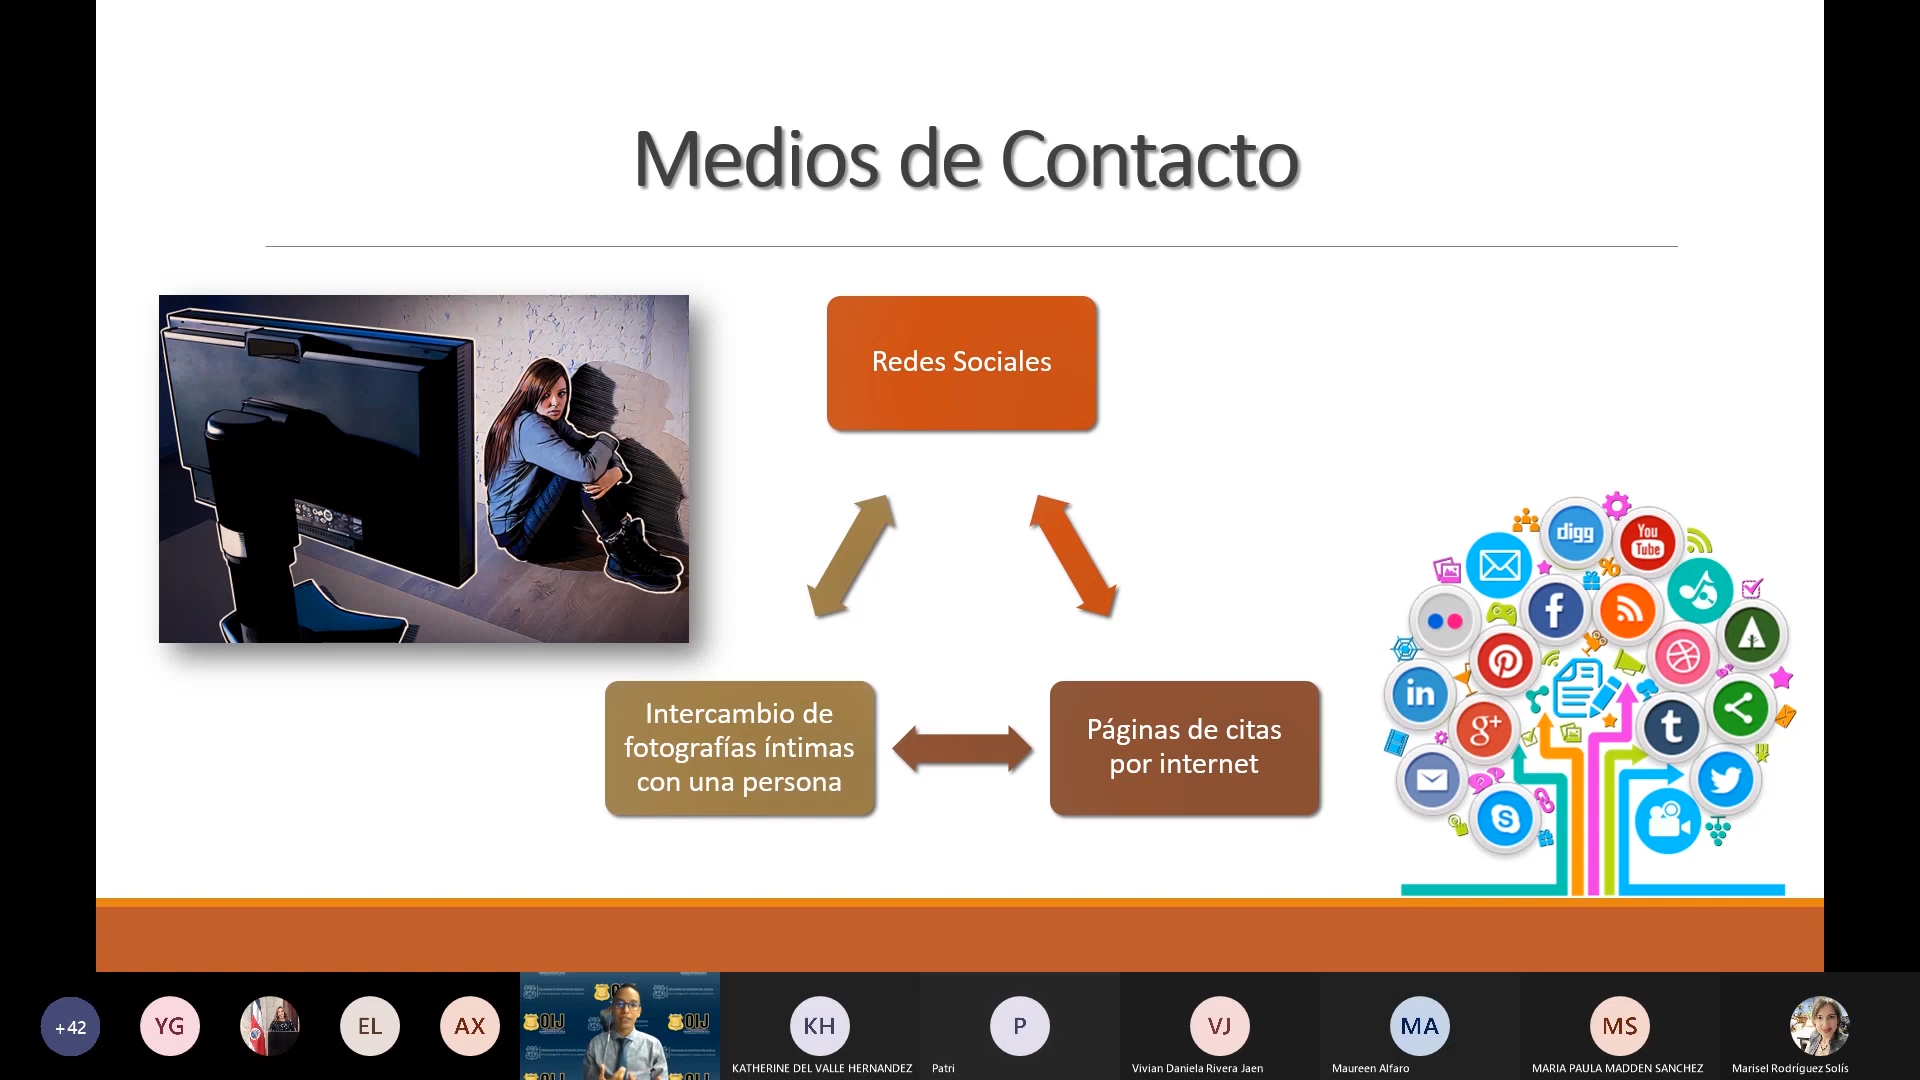 Medios de Contacto
Redes Sociales
Intercambio de
fotografías íntimas
con una persona
Páginas de citas
por internet
digg
You
Tube
f
in
g+
t
S
+42
YG
EL
AX
OIJ
OIJ
KH
P
VJ
MA
MS
KATHERINE DEL VALLE HERNANDEZ
Patri
Vivian Daniela Rivera Jaen
Maureen Alfaro
MARIA PAULA MADDEN SANCHEZ
Marisel Rodríguez Solís